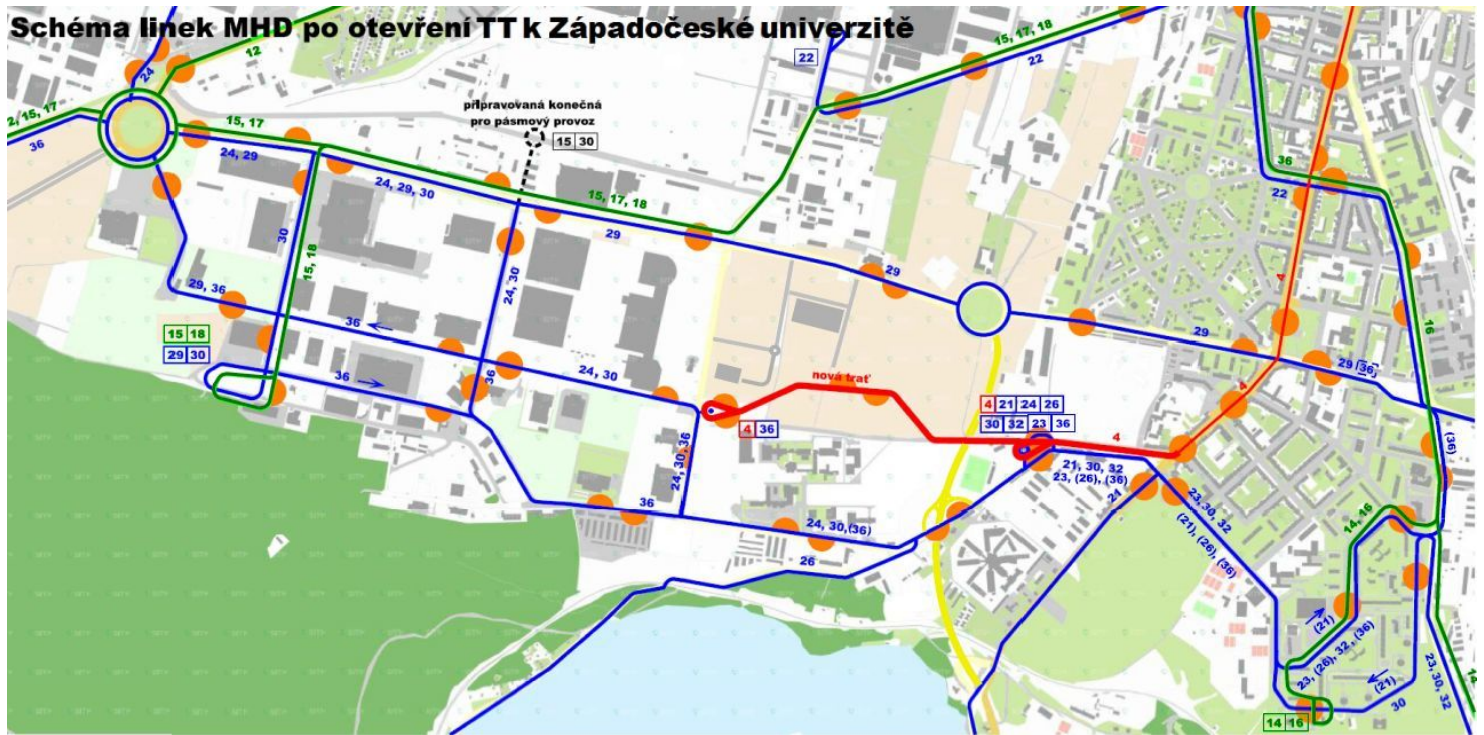 Schéma linek MHD po otevření TT k Západočeské univerzitě
12
24
15, 17, 18
22
22
2, 15, 17
36
15, 17
24, 29
připravovaná konečná
pro pásmový provoz
15 30
24, 29, 30
15, 17, 18
29
36
22
30
15, 18
24, 30
29
4
16
29, 36
36
29
29 (36)
15 18
29 30
36
36
24, 30
nová trať
4
4 36
4 21 24 26
30 32 23 36
4
(36)
24, 30, 36
21, 30, 32
23, (26), (36)
21
23, 30, 32
(21), (26), (36)
14, 16
36
24, 30,(36)
26
(21)
23, (26), 32, (36)
(21)
30
23, 30, 32
14.
14 16